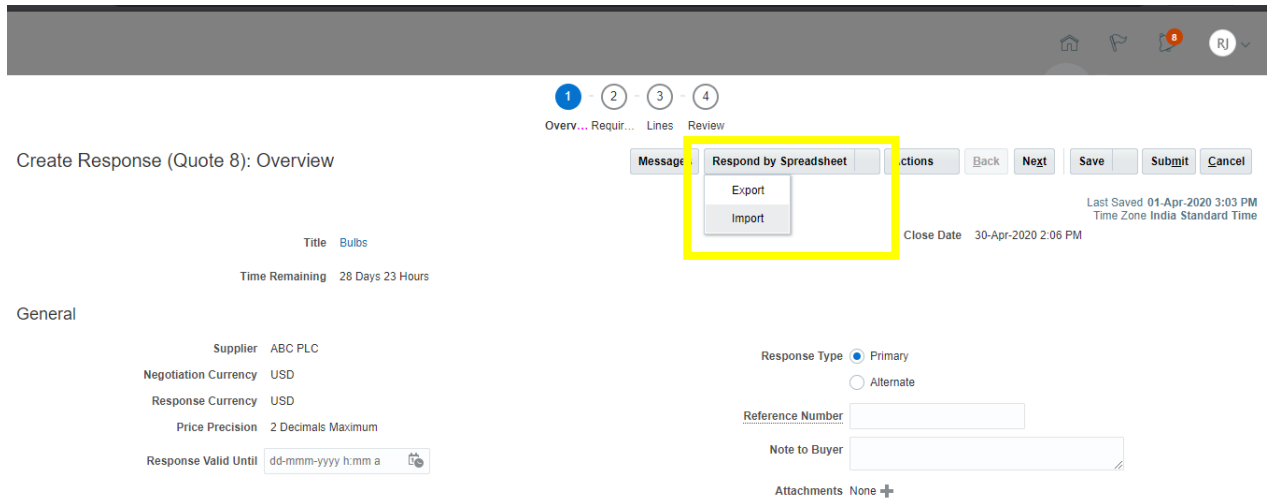 8
RJ
1 2 3 4
Overv... Requir... Lines Review
Create Response (Quote 8): Overview
Messages Respond by Spreadsheet Actions Back Next Save Submit Cancel
Export
Import
Last Saved 01-Apr-2020 3:03 PM
Time Zone India Standard Time
Close Date 30-Apr-2020 2:06 PM
Title Bulbs
Time Remaining 28 Days 23 Hours
General
Supplier ABC PLC
Negotiation Currency USD
Response Currency USD
Price Precision 2 Decimals Maximum
Response Valid Until dd-mmm-yyyy h:mm a
Response Type Primary
Alternate
Reference Number
Note to Buyer
Attachments None